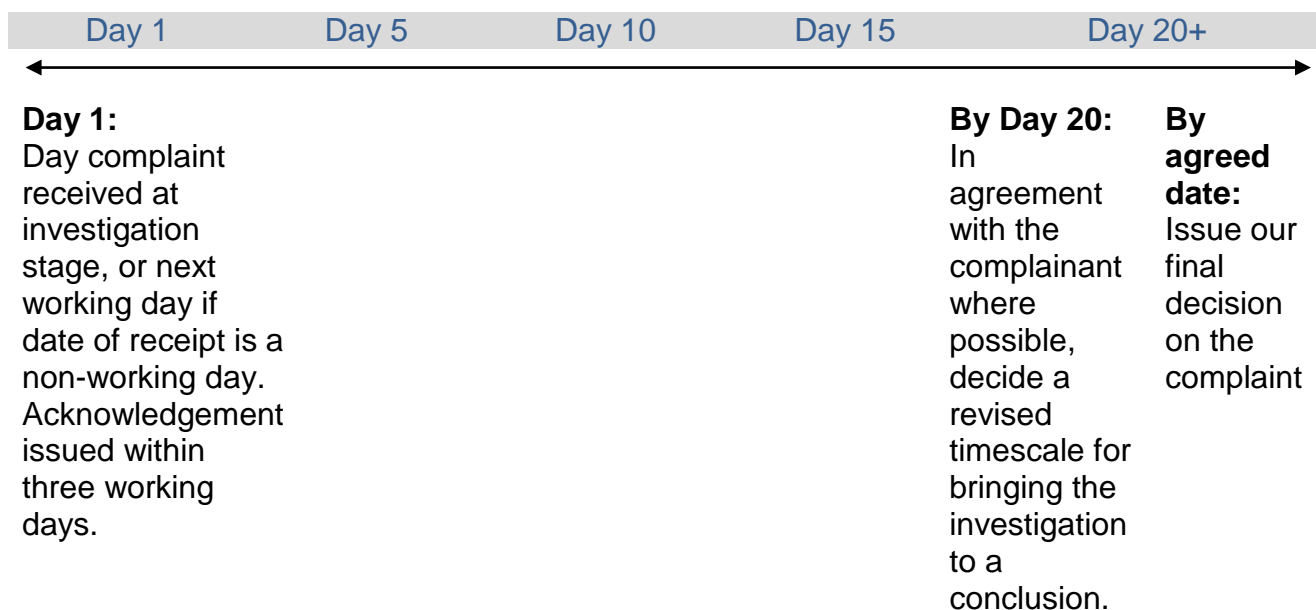 Day 1 Day 5 Day 10 Day 15 Day 20+
Day 1:
Day complaint
received at
investigation
stage, or next
working day if
date of receipt is a
non-working day.
Acknowledgement
issued within
three working
days.
By Day 20:
In
agreement
with the
complainant
where
possible,
decide a
revised
timescale for
bringing the
investigation
to a
conclusion.
By
agreed
date:
Issue our
final
decision
on the
complaint